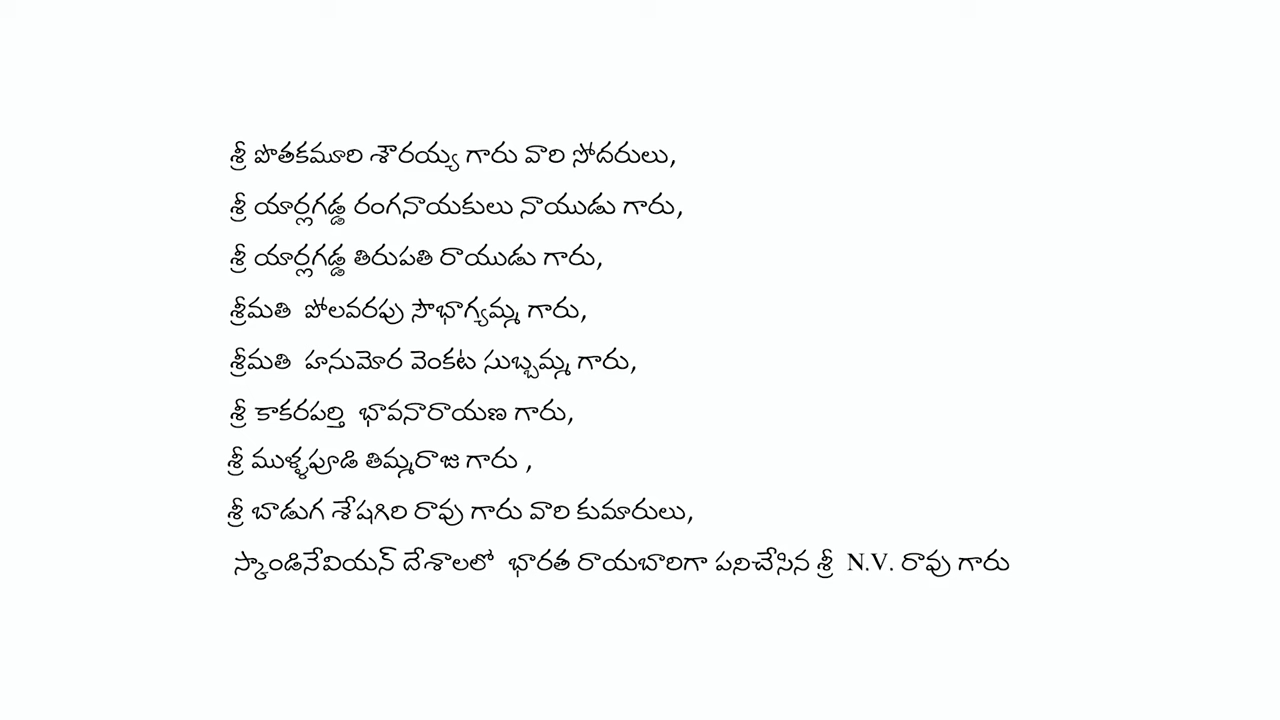 శ్రీ పొతకమూరి శౌరయ్య గారు వారి సోదరులు,
శ్రీ యార్లగడ్డ రంగనాయకులు నాయుడు గారు,
శ్రీ యార్లగడ్డ తిరుపతి రాయుడు గారు,
శ్రీమతి పోలవరపు సౌభాగ్యమ్మ గారు,
శ్రీమతి హనుమోర వెంకట సుబ్బమ్మ గారు,
శ్రీ కాకరపర్తి భావనారాయణ గారు,
శ్రీ ముళ్ళపూడి తిమ్మరాజు గారు ,
శ్రీ బాడుగ శేషగిరి రావు గారు వారి కుమారులు,
స్కాండినేవియన్ దేశాలలో భారత రాయబారిగా పనిచేసిన శ్రీ N.V. రావు గారు